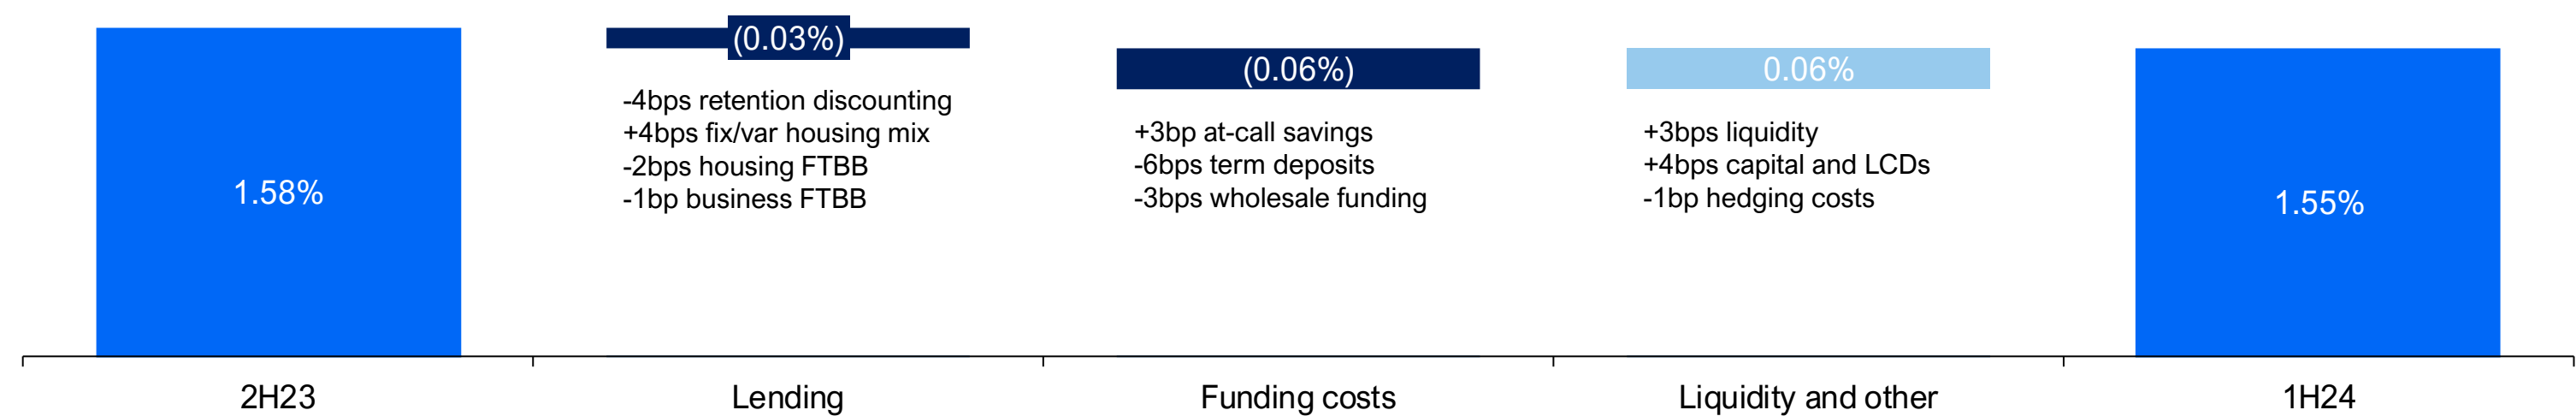 (0.03%)
-4bps retention discounting
+4bps fix/var housing mix
-2bps housing FTBB
-1bp business FTBB
(0.06%)
+3bp at-call savings
-6bps term deposits
-3bps wholesale funding
0.06%
+3bps liquidity
+4bps capital and LCDs
-1bp hedging costs
1.58%
1.55%
2H23
Lending
Funding costs
Liquidity and other
1H24